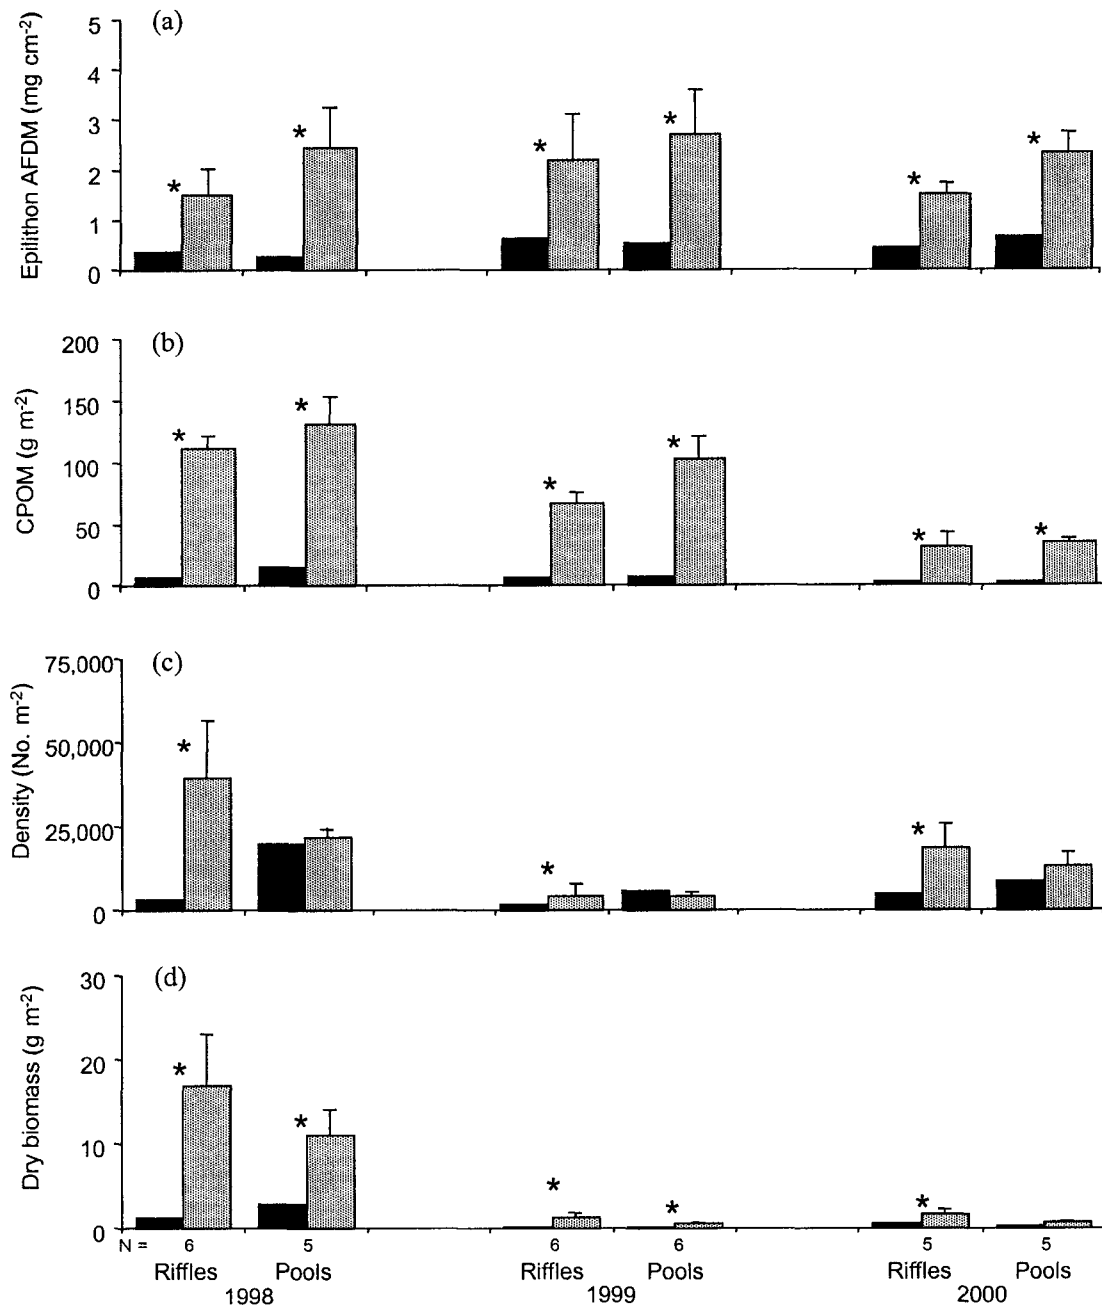 (a)
Epilithon AFDM (mg cm-2)
5
4
3
2
1
0
* * * * * *
(b)
CPOM (g m-2)
200
150
100
50
0
* * * * * *
(c)
Density (No. m-2)
75,000
50,000
25,000
0
* * *
(d)
Dry biomass (g m-2)
30
20
10
0
* * * * *
N = 6 5 6 6 5 5
Riffles Pools Riffles Pools Riffles Pools
1998 1999 2000